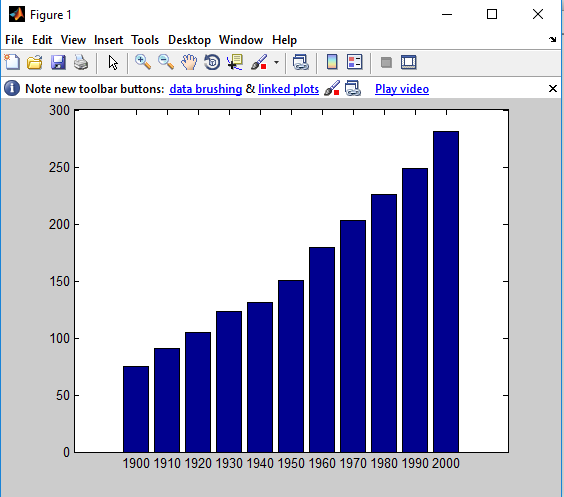 Figure 1
File Edit View Insert Tools Desktop Window Help
Note new toolbar buttons: data brushing & linked plots Play video
300
250
200
150
100
50
0
1900 1910 1920 1930 1940 1950 1960 1970 1980 1990 2000